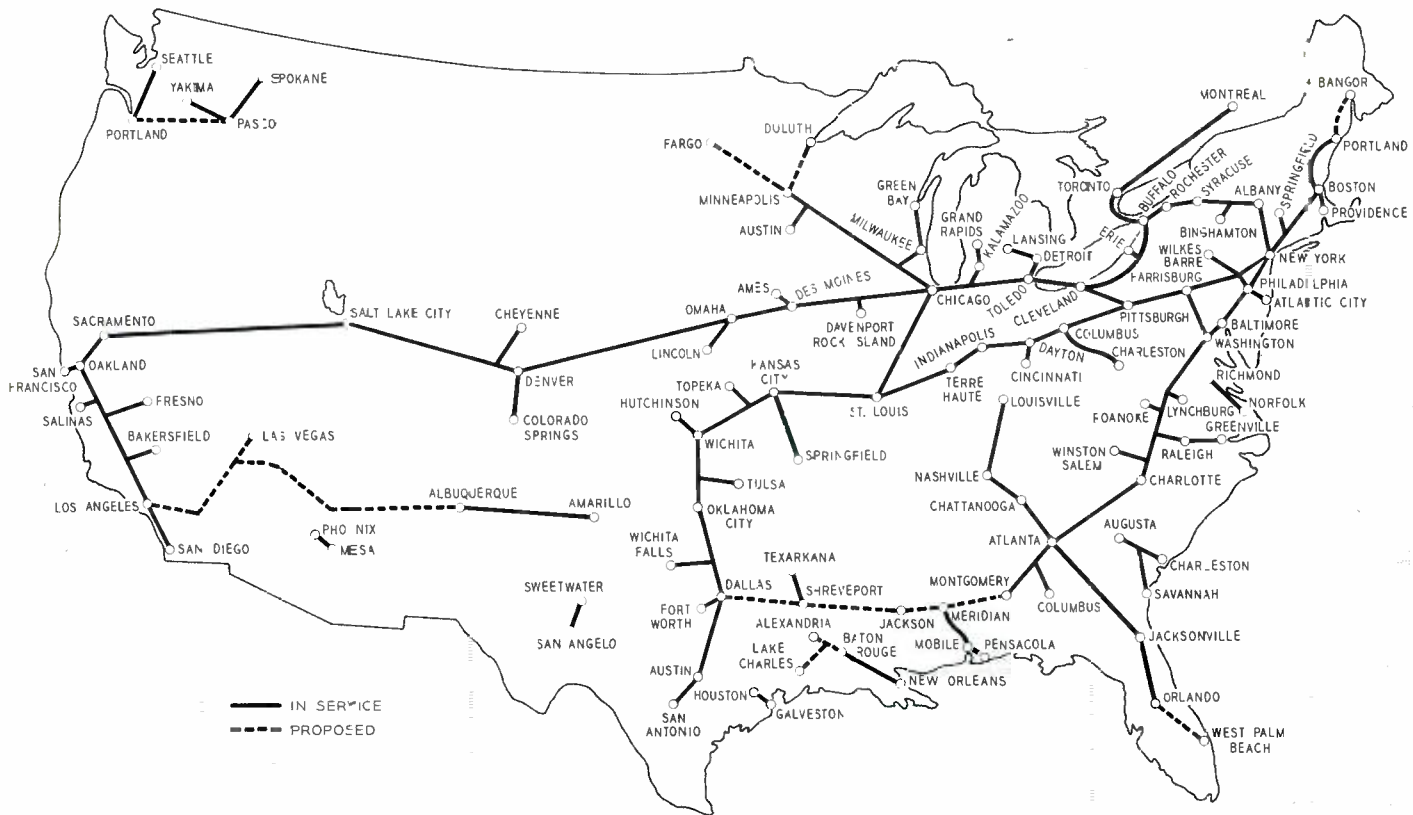 SEATTLE
SPOKANE
YAKIMA
PORTLAND
PASCO
FARGO
DULUTH
MINNEAPOLIS
AUSTIN
GREEN
BAY
MILWAUKEE
GRAND
RAPIDS
KALAMAZOO
LANSING
DETROIT
TORONTO
MONTREAL
BANGOR
PORTLAND
BUFFALO
ROCHESTER
SYRACUSE
ALBANY
SPRINGFIELD
BOSTON
PROVIDENCE
BINGHAMTON
ERIE
WILKES
BARRE
NEW YORK
PHILADELPHIA
ATLANTIC CITY
HARRISBURG
PITTSBURGH
BALTIMORE
WASHINGTON
AMES
DES MOINES
CHICAGO
TOLEDO
CLEVELAND
OMAHA
LINCOLN
DAVENPORT
ROCK ISLAND
INDIANAPOLIS
COLUMBUS
DAYTON
CINCINNATI
CHARLESTON
SACRAMENTO
SALT LAKE CITY
CHEYENNE
OAKLAND
SAN
FRANCISCO
DENVER
COLORADO
SPRINGS
KANSAS
CITY
TOPEKA
HUTCHINSON
ST. LOUIS
TERRE
HAUTE
LOUISVILLE
RICHMOND
NORFOLK
LYNCHBURG
ROANOKE
GREENVILLE
SALINAS
FRESNO
BAKERSFIELD
LAS VEGAS
WICHITA
SPRINGFIELD
WINSTON
SALEM
RALEIGH
CHARLOTTE
NASHVILLE
TULSA
LOS ANGELES
ALBUQUERQUE
AMARILLO
OKLAHOMA
CITY
CHATTANOOGA
SAN DIEGO
PHOENIX
MESA
WICHITA
FALLS
TEXARKANA
ATLANTA
AUGUSTA
CHARLESTON
SAVANNAH
SWEETWATER
SAN ANGELO
DALLAS
FORT
WORTH
SHREVEPORT
MONTGOMERY
COLUMBUS
JACKSON
MERIDIAN
ALEXANDRIA
BATON
ROUGE
LAKE
CHARLES
MOBILE
PENSACOLA
JACKSONVILLE
AUSTIN
NEW ORLEANS
HOUSTON
GALVESTON
SAN
ANTONIO
ORLANDO
WEST PALM
BEACH
IN SERVICE
PROPOSED